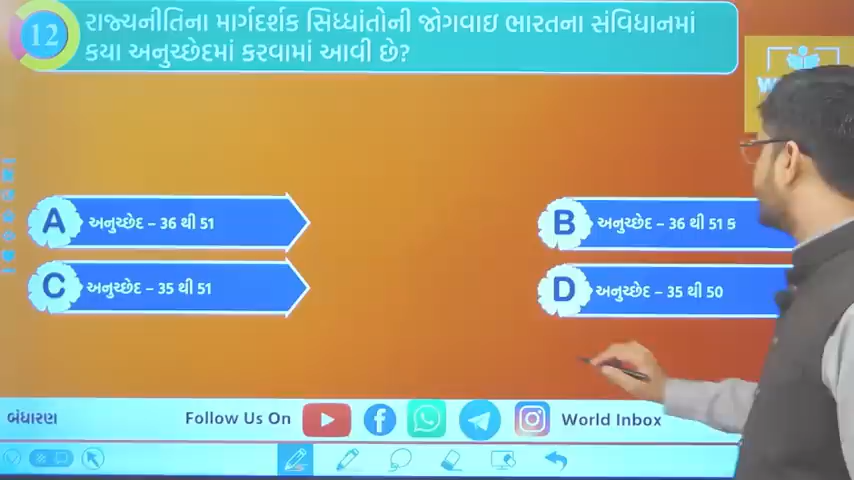 12
રાજ્યનીતિના માર્ગદર્શક સિધ્ધાંતોની જોગવાઇ ભારતના સંવિધાનમાં
કયા અનુચ્છેદમાં કરવામાં આવી છે?
A અનુચ્છેદ – 36 થી 51
B અનુચ્છેદ – 36 થી 51 ક
C અનુચ્છેદ – 35 થી 51
D અનુચ્છેદ – 35 થી 50
બંધારણ
Follow Us On
World Inbox